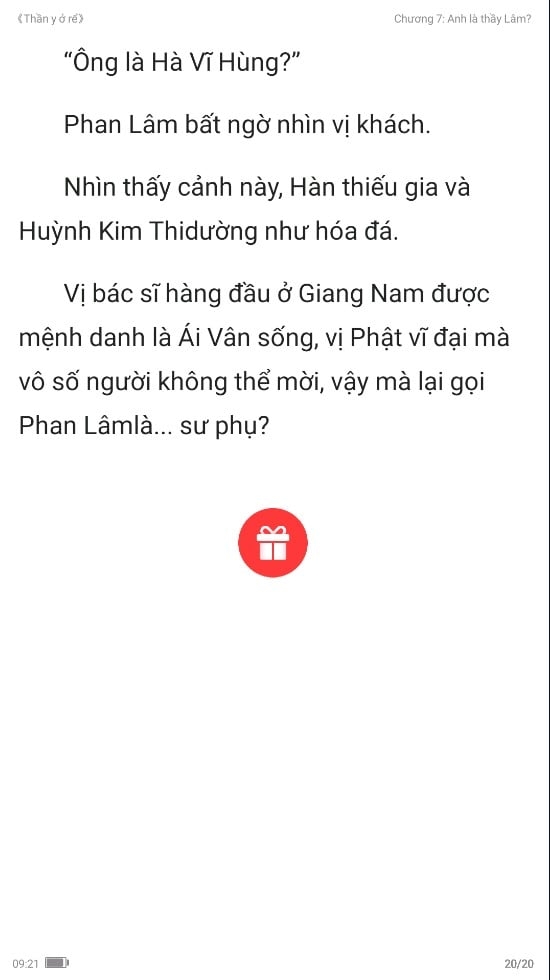 《Thần y ở rể》
Chương 7: Anh là thầy Lâm?
“Ông là Hà Vĩ Hùng?”
Phan Lâm bất ngờ nhìn vị khách.
Nhìn thấy cảnh này, Hàn thiếu gia và
Huỳnh Kim Thidường như hóa đá.
Vị bác sĩ hàng đầu ở Giang Nam được
mệnh danh là Ái Vân sống, vị Phật vĩ đại mà
vô số người không thể mời, vậy mà lại gọi
Phan Lâmlà... sư phụ?
09:21
20/20